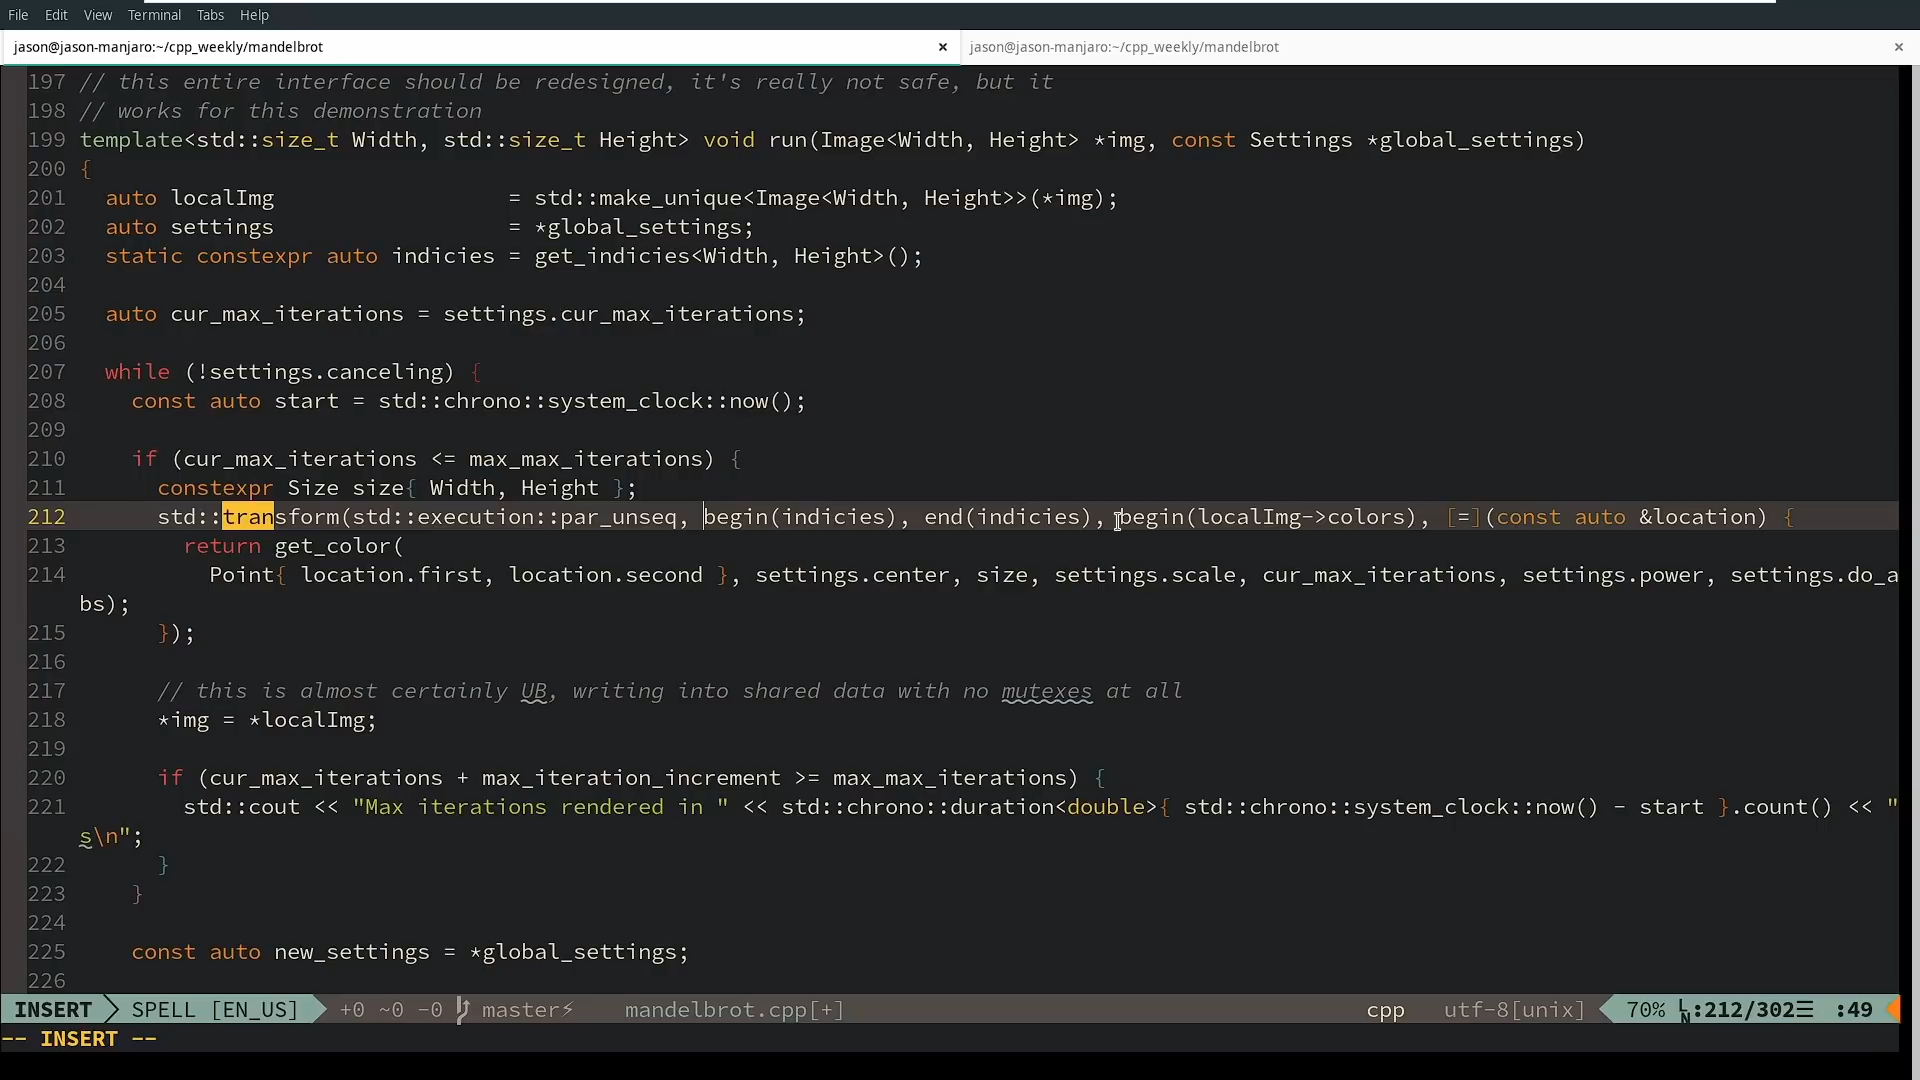 File Edit View Terminal Tabs Help
jason@jason-manjaro:~/cpp_weekly/mandelbrot × jason@jason-manjaro:~/cpp_weekly/mandelbrot ×
197 // this entire interface should be redesigned, it's really not safe, but it
198 // works for this demonstration
199 template<std::size_t Width, std::size_t Height> void run(Image<Width, Height> *img, const Settings *global_settings)
200 {
201   auto localImg                  = std::make_unique<Image<Width, Height>>(*img);
202   auto settings                  = *global_settings;
203   static constexpr auto indicies = get_indicies<Width, Height>();
204
205   auto cur_max_iterations = settings.cur_max_iterations;
206
207   while (!settings.canceling) {
208     const auto start = std::chrono::system_clock::now();
209
210     if (cur_max_iterations <= max_max_iterations) {
211       constexpr Size size{ Width, Height };
212       std::transform(std::execution::par_unseq, begin(indicies), end(indicies), begin(localImg->colors), [=](const auto &location) {
213         return get_color(
214           Point{ location.first, location.second }, settings.center, size, settings.scale, cur_max_iterations, settings.power, settings.do_a
bs);
215       });
216
217       // this is almost certainly UB, writing into shared data with no mutexes at all
218       *img = *localImg;
219
220       if (cur_max_iterations + max_iteration_increment >= max_max_iterations) {
221         std::cout << "Max iterations rendered in " << std::chrono::duration<double>{ std::chrono::system_clock::now() - start }.count() << "
s\n";
222       }
223     }
224
225     const auto new_settings = *global_settings;
226
INSERT SPELL [EN_US] +0 ~0 -0 master⚡ mandelbrot.cpp[+] cpp utf-8[unix] 70% LN:212/302☰ :49
-- INSERT --